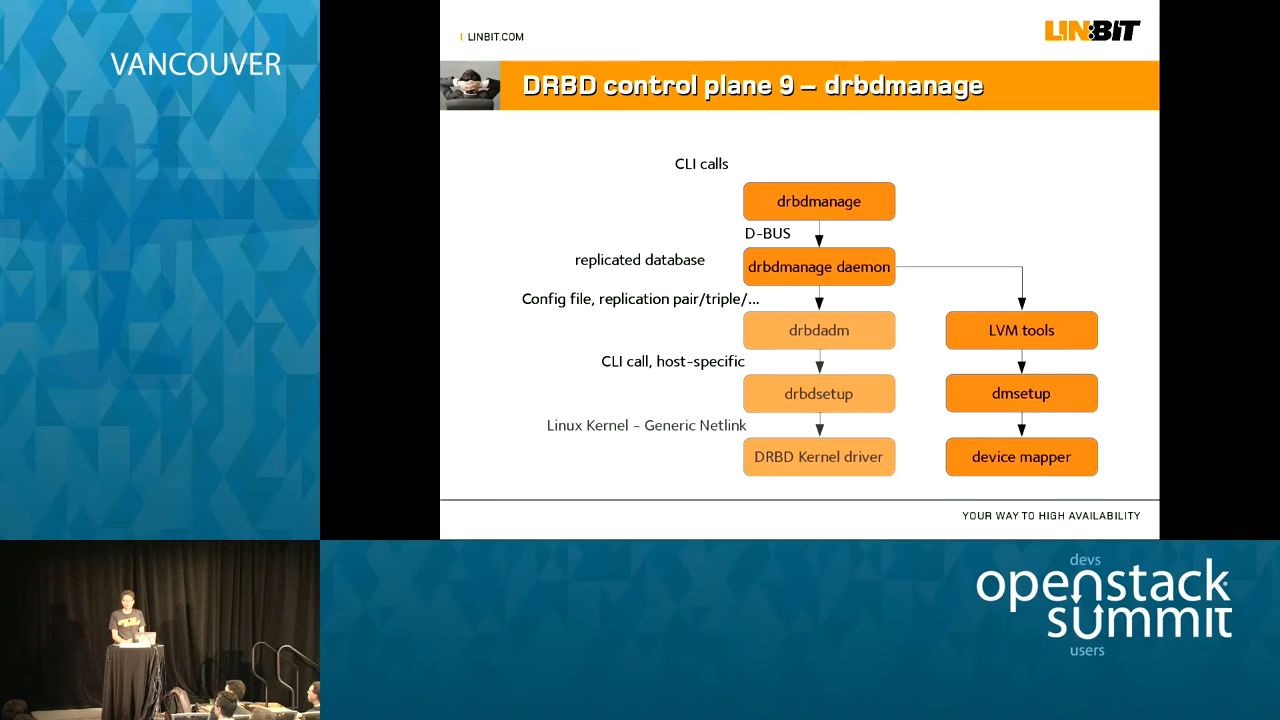 VANCOUVER
LINBIT.COM
LIN:BIT
DRBD control plane 9 – drbdmanage
CLI calls
drbdmanage
D-BUS
replicated database
drbdmanage daemon
Config file, replication pair/triple/...
drbdadm
LVM tools
CLI call, host-specific
drbdsetup
dmsetup
Linux Kernel - Generic Netlink
DRBD Kernel driver
device mapper
YOUR WAY TO HIGH AVAILABILITY
devs
openstack
summit
users